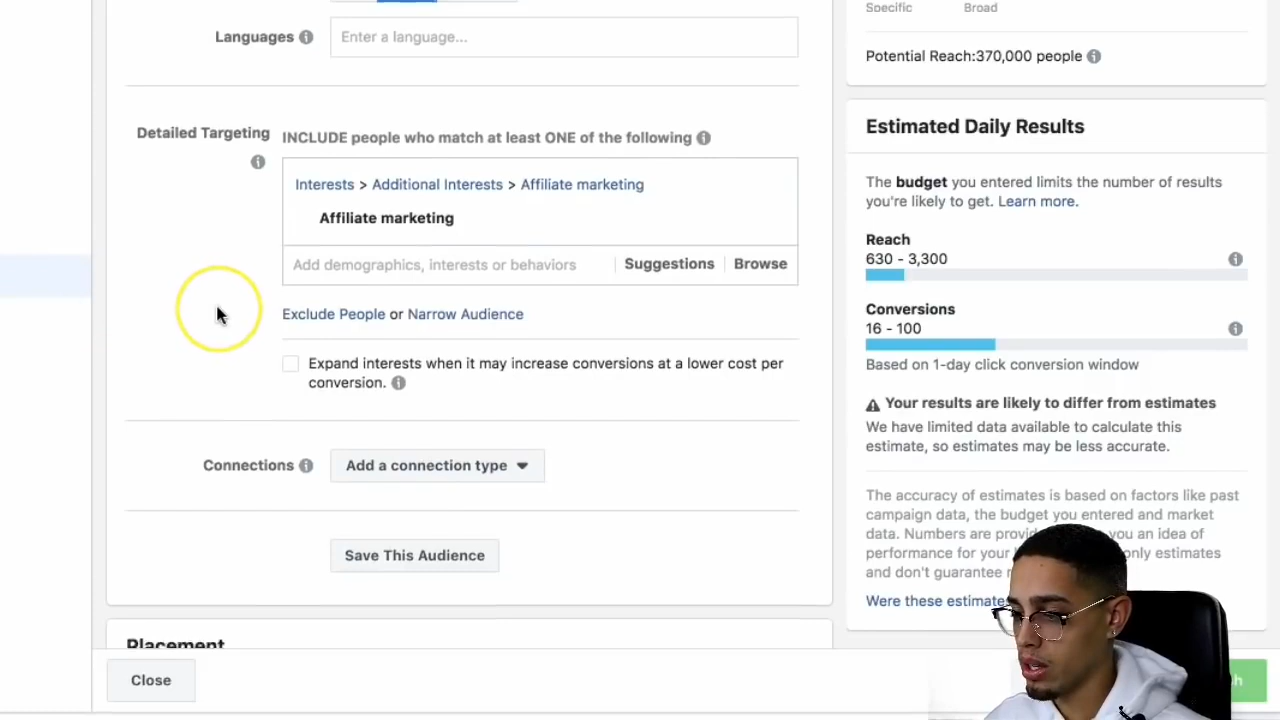 Specific Broad
Languages
Enter a language...
Potential Reach:370,000 people
Detailed Targeting
INCLUDE people who match at least ONE of the following
Interests > Additional Interests > Affiliate marketing
Affiliate marketing
Add demographics, interests or behaviors
Suggestions
Browse
Exclude People or Narrow Audience
Expand interests when it may increase conversions at a lower cost per
conversion.
Connections
Add a connection type
Save This Audience
Placement
Close
Estimated Daily Results
The budget you entered limits the number of results
you're likely to get. Learn more.
Reach
630 - 3,300
Conversions
16 - 100
Based on 1-day click conversion window
Your results are likely to differ from estimates
We have limited data available to calculate this
estimate, so estimates may be less accurate.
The accuracy of estimates is based on factors like past
campaign data, the budget you entered and market
data. Numbers are you an idea of
performance for your only estimates
and don't guarantee
Were these estimates